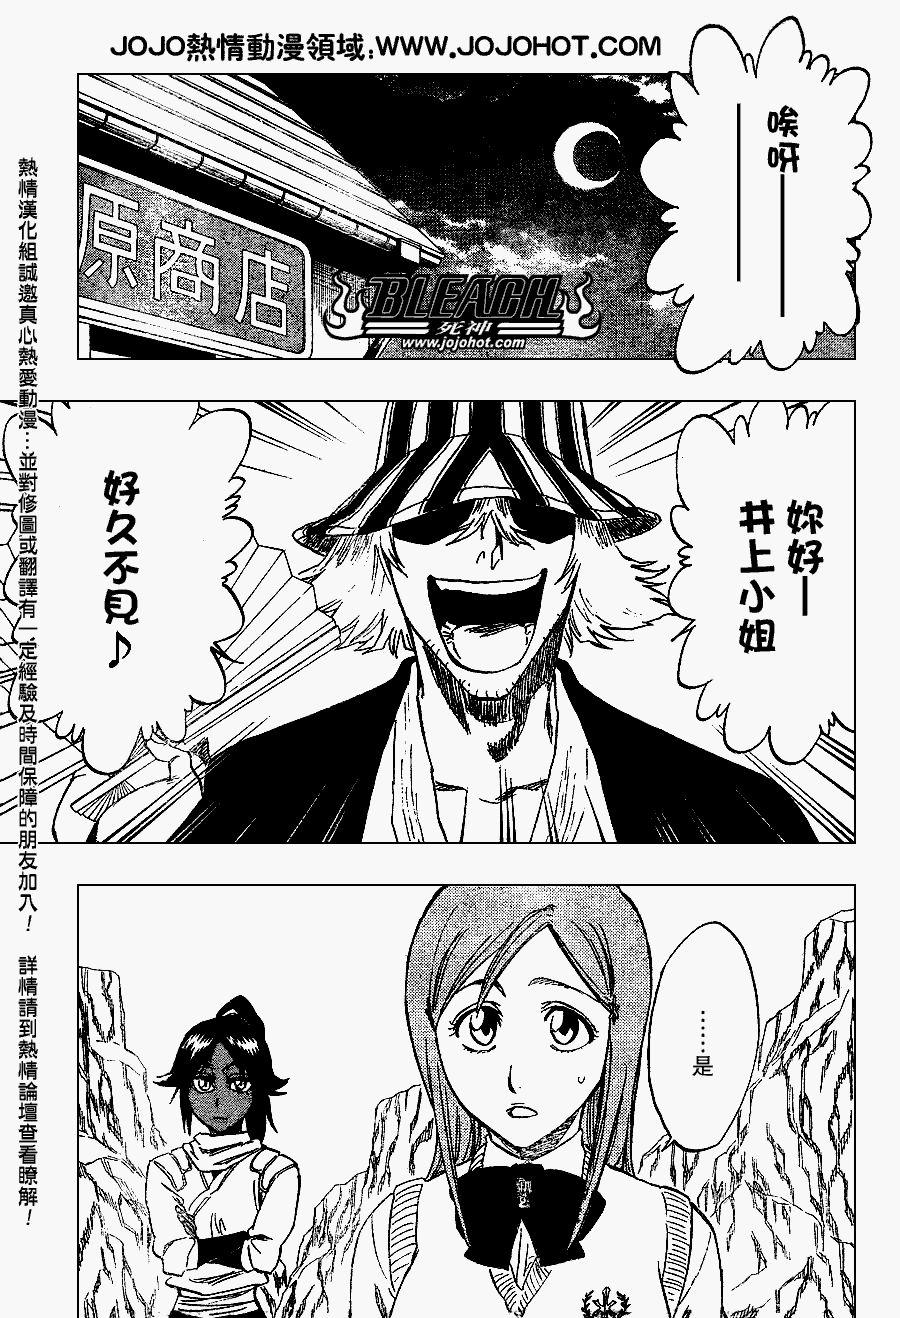 JOJO熱情動漫領域:WWW.JOJOHOT.COM
唉呀——
——
原商店
BLEACH
死神
www.jojohot.com
妳好—
井上小姐
好久不見♪
……是
熱情漢化組誠邀真心熱愛動漫…並對修圖或翻譯有一定經驗及時間保障的朋友加入! 詳情請到熱情論壇查看瞭解!